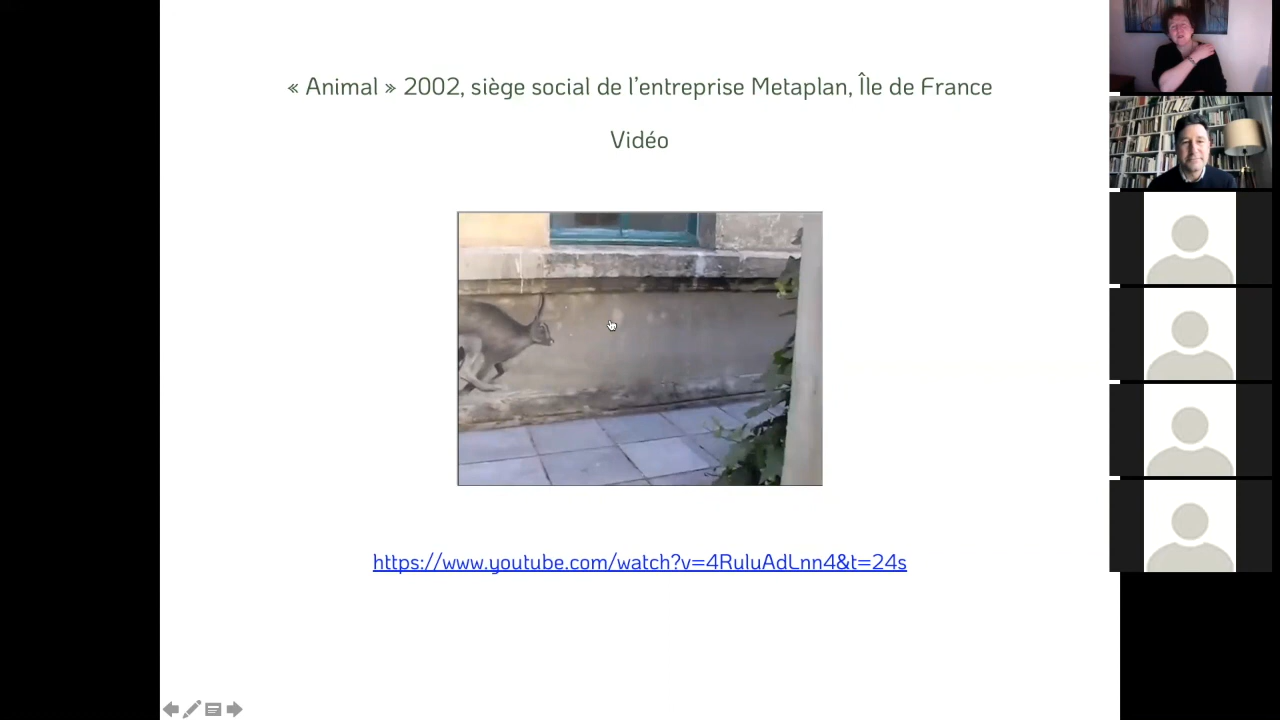 « Animal » 2002, siège social de l'entreprise Metaplan, Île de France
Vidéo
https://www.youtube.com/watch?v=4RuluAdLnn4&t=24s